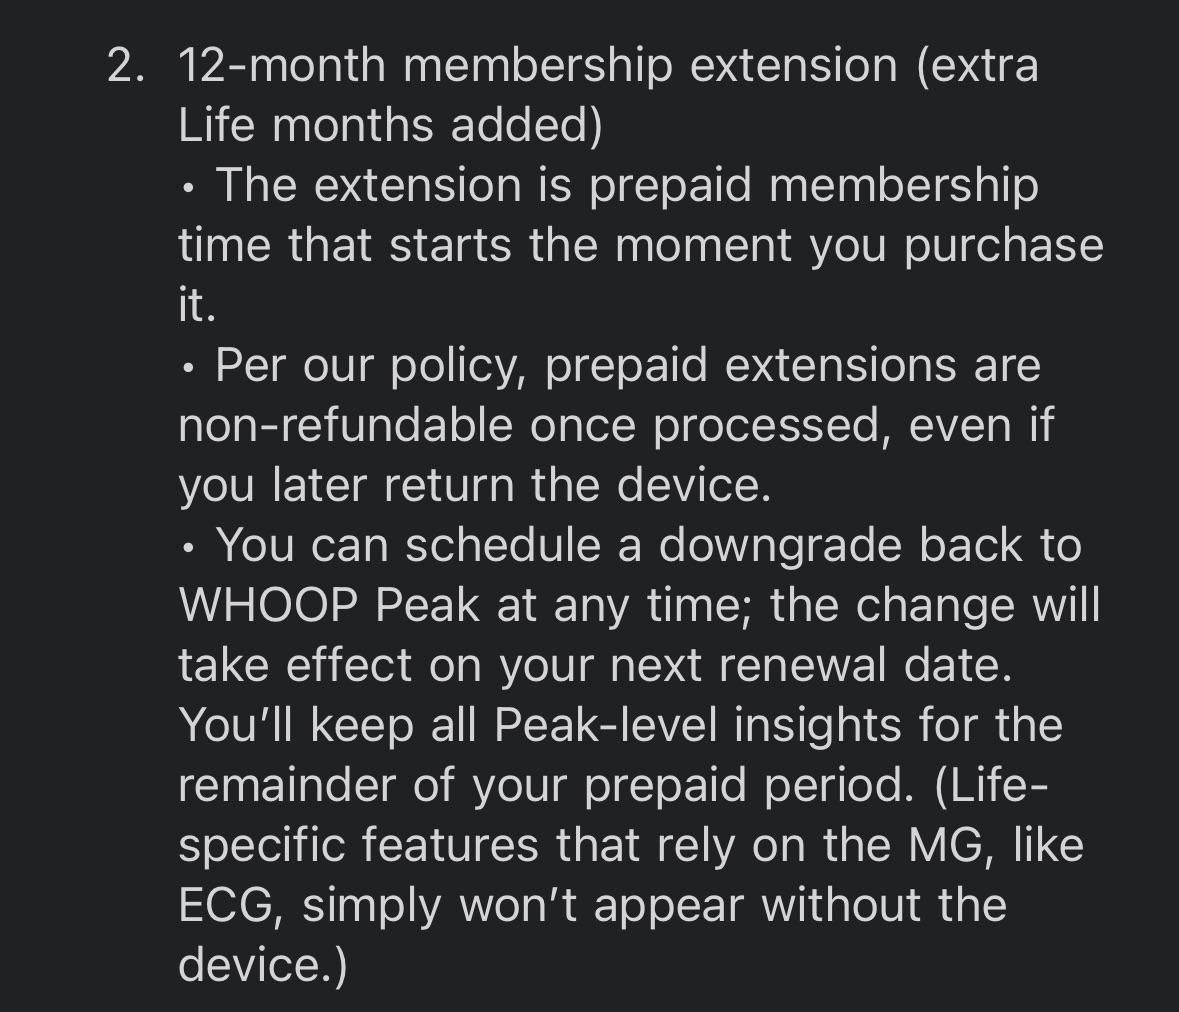 2. 12-month membership extension (extra
Life months added)
• The extension is prepaid membership
time that starts the moment you purchase
it.
• Per our policy, prepaid extensions are
non-refundable once processed, even if
you later return the device.
• You can schedule a downgrade back to
WHOOP Peak at any time; the change will
take effect on your next renewal date.
You’ll keep all Peak-level insights for the
remainder of your prepaid period. (Life-
specific features that rely on the MG, like
ECG, simply won’t appear without the
device.)